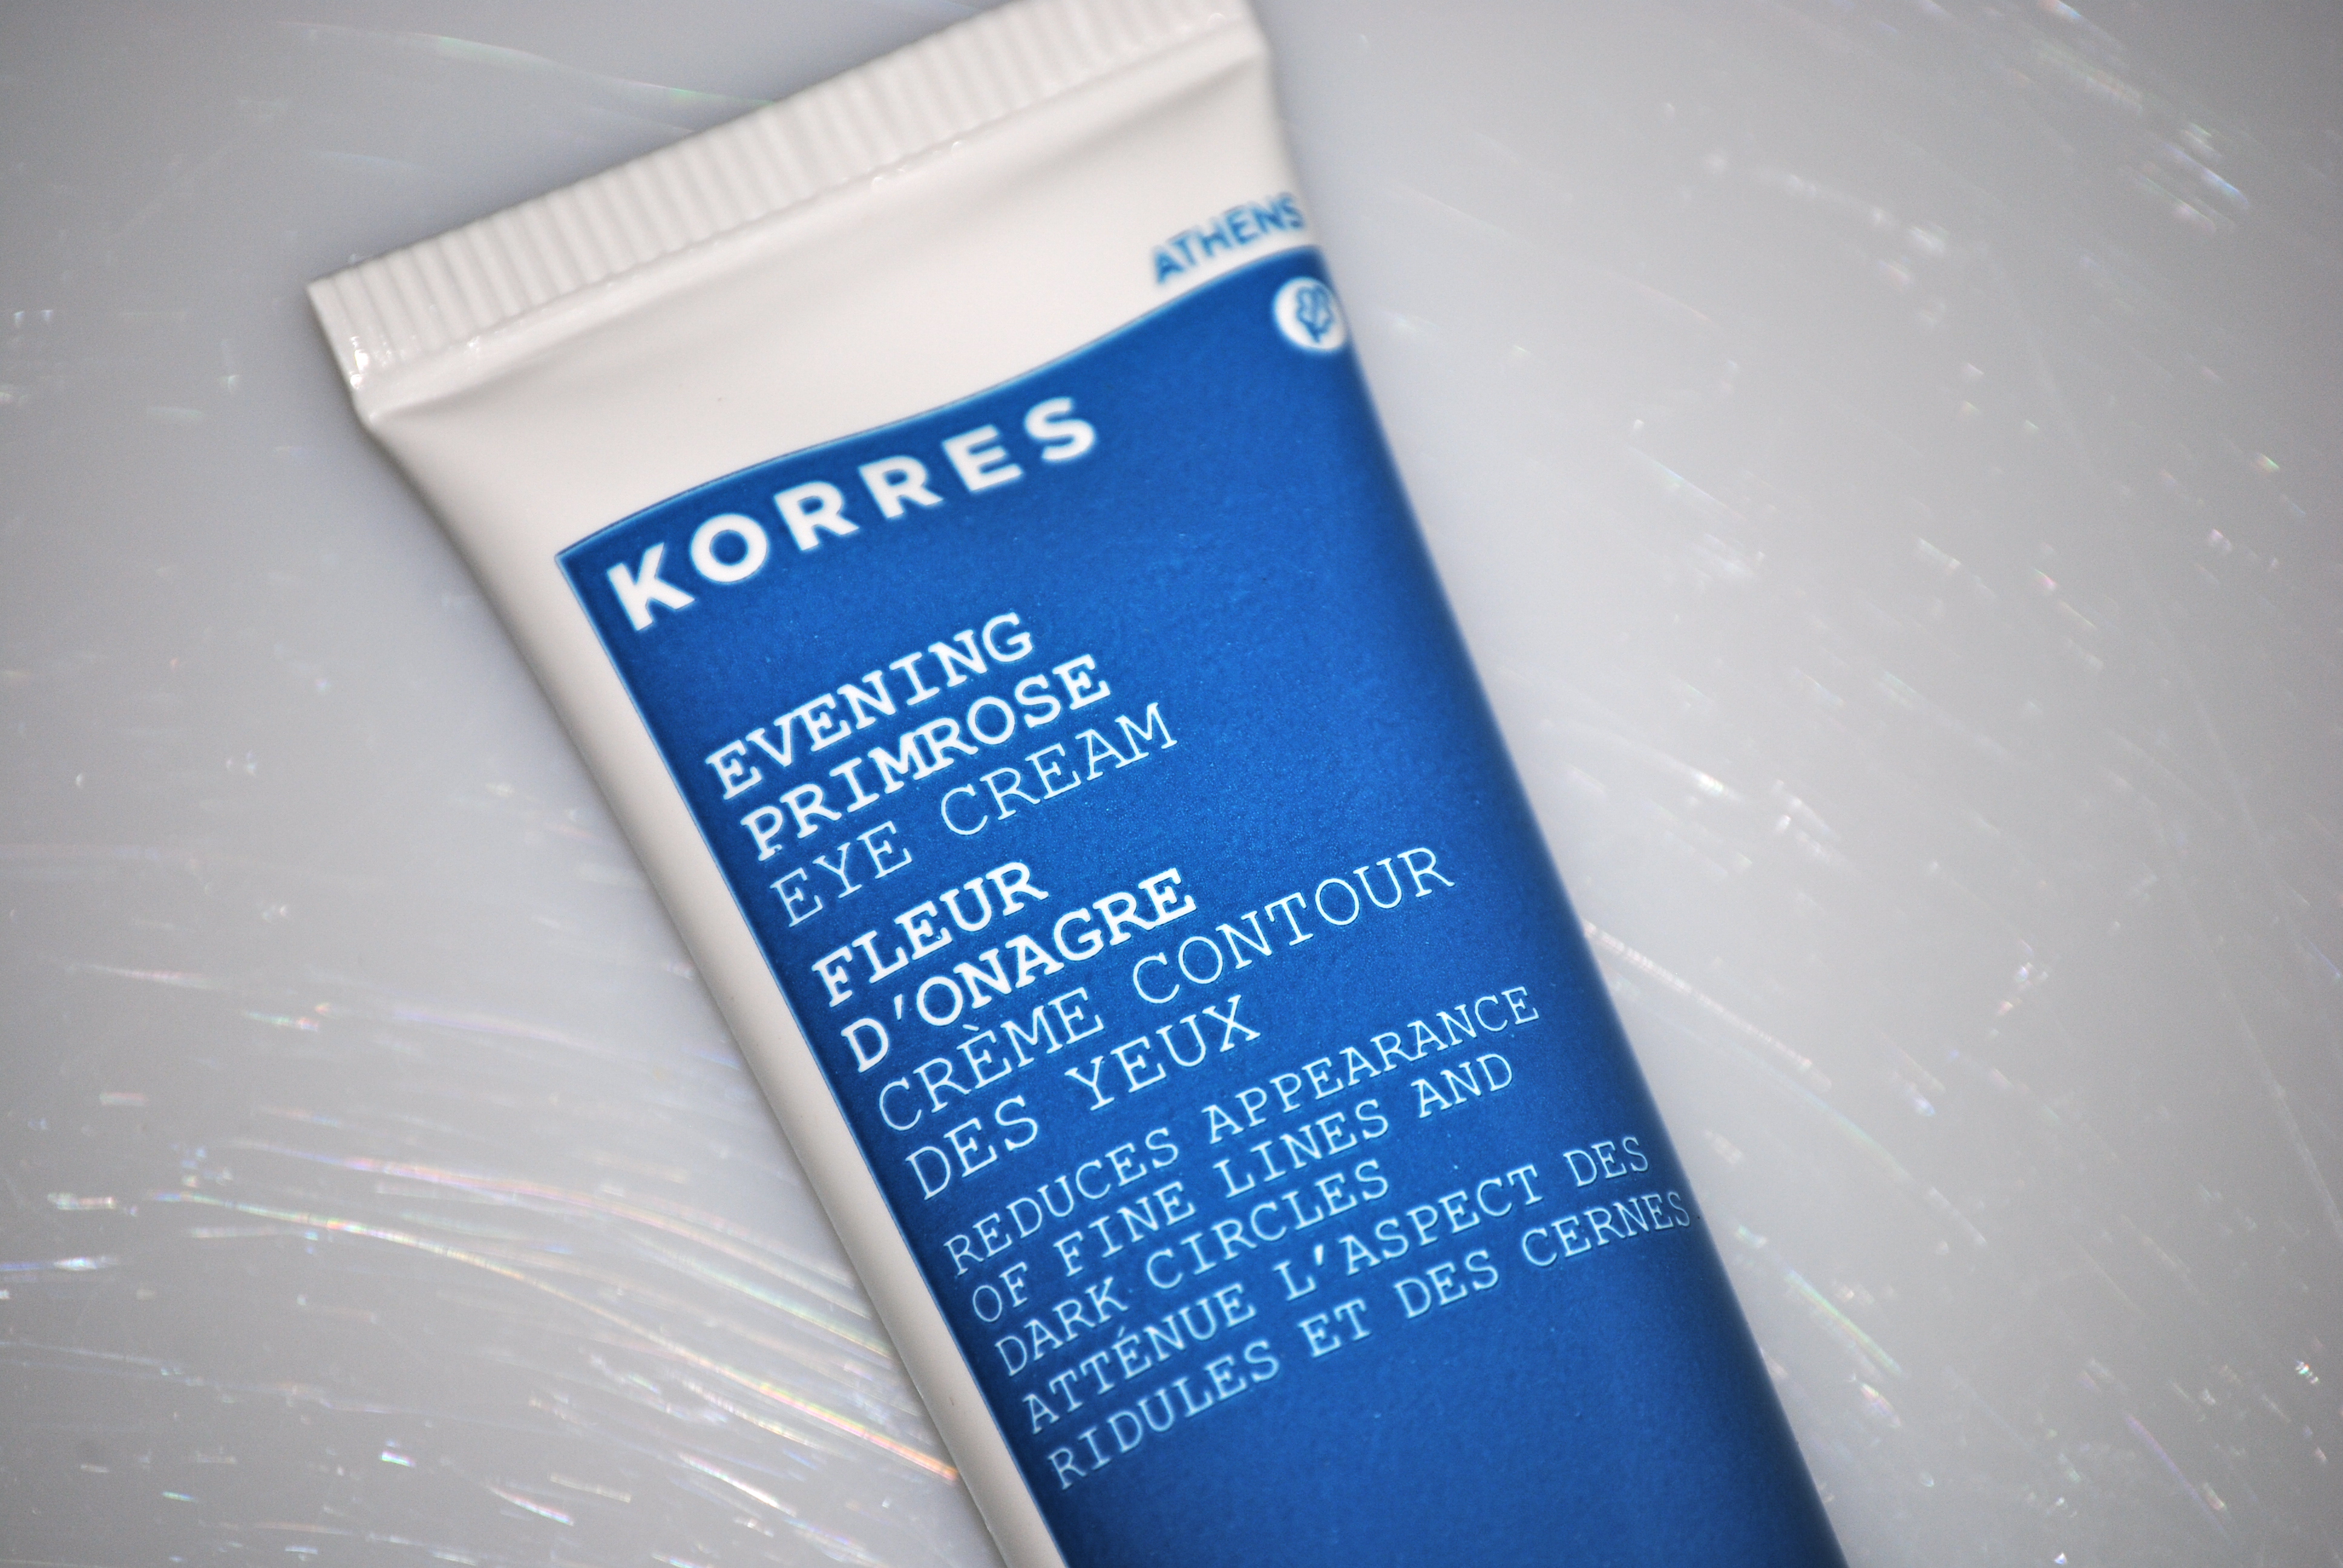 ATHENS
KORRES
EVENING
PRIMROSE
EYE CREAM
FLEUR
D'ONAGRE
CRÈME CONTOUR
DES YEUX
REDUCES APPEARANCE
OF FINE LINES AND
DARK CIRCLES
ATTÉNUE L'ASPECT DES
RIDULES ET DES CERNES